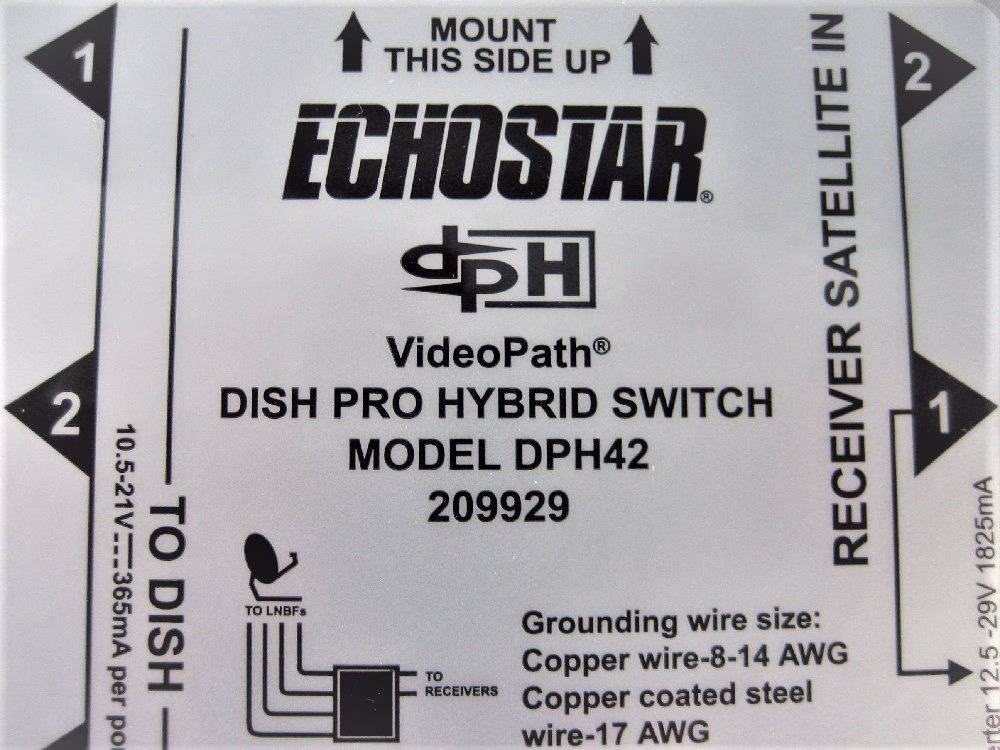 MOUNT
THIS SIDE UP
ECHOSTAR®
dpH
VideoPath®
DISH PRO HYBRID SWITCH
MODEL DPH42
209929
1
2
TO DISH
10.5-21V⎓365mA per
TO LNBFs
TO
RECEIVERS
Grounding wire size:
Copper wire-8-14 AWG
Copper coated steel
wire-17 AWG
RECEIVER SATELLITE IN
2
1
12.5 -29V 1825mA